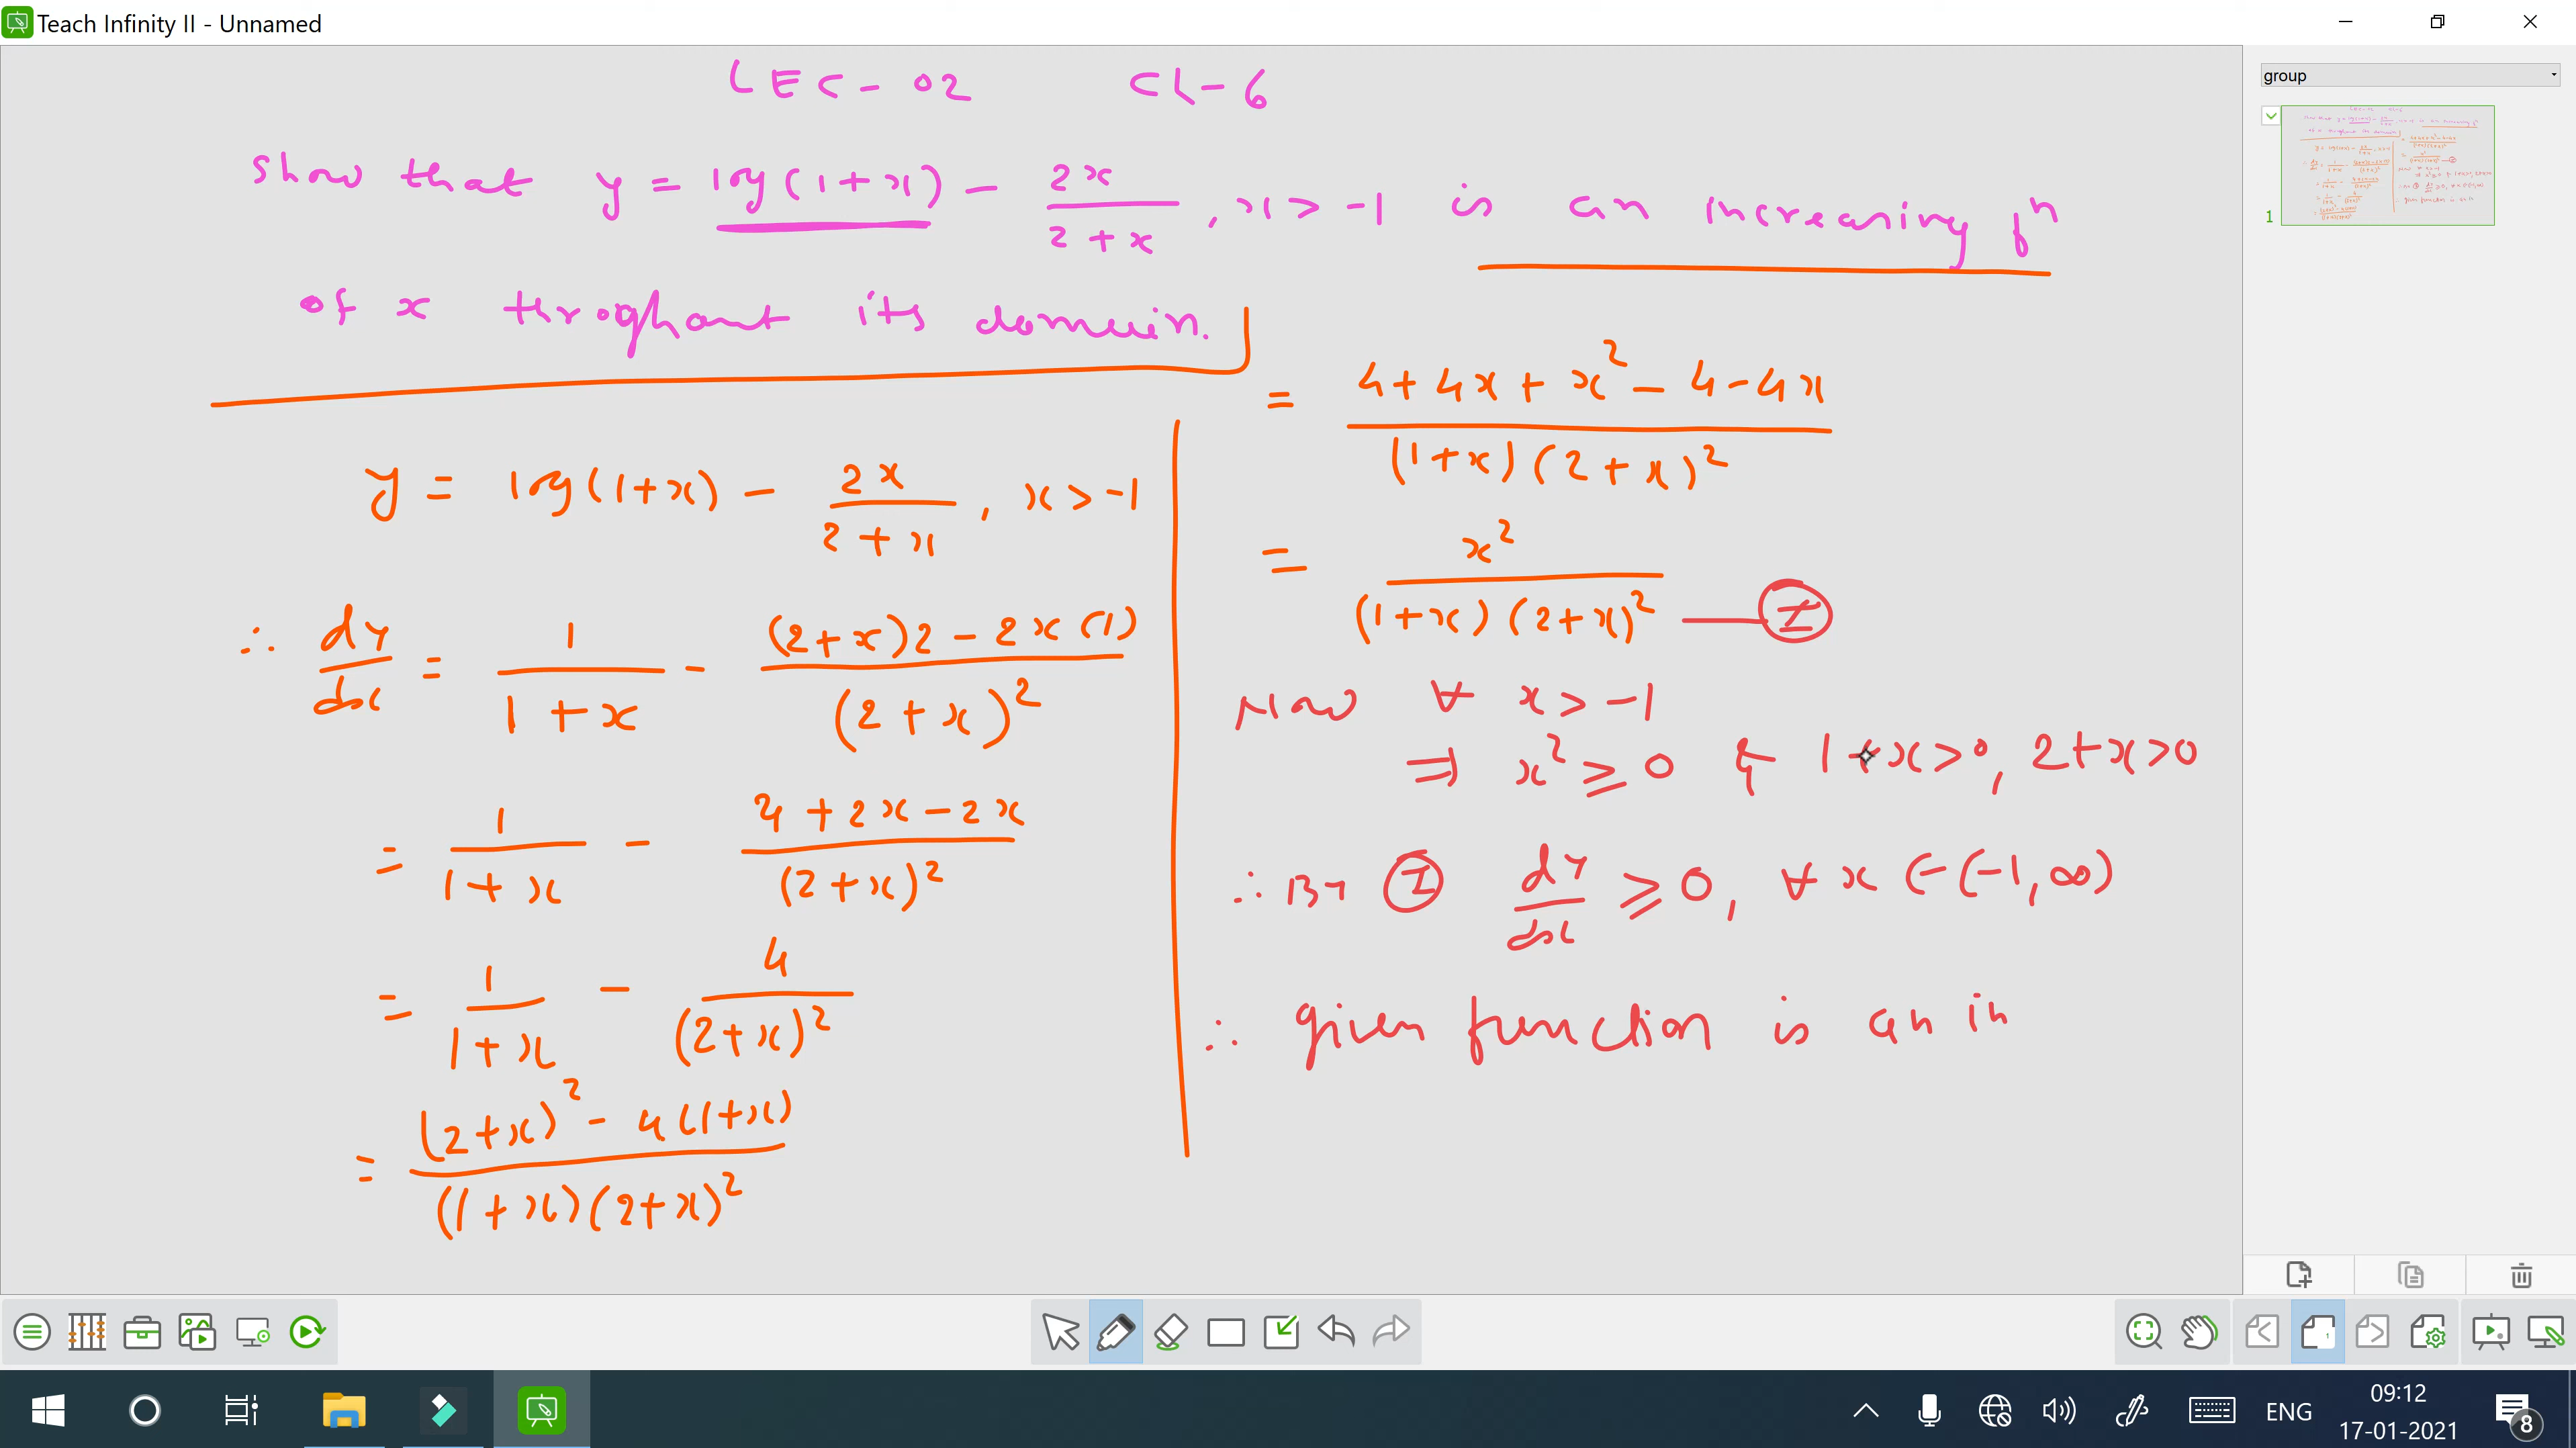 Teach Infinity II - Unnamed
group
LEC - 02 CL - 6
Show that y = log(1+x) - 2x/(2+x), x > -1 is an increasing fn
of x throghout its domain.
y = log(1+x) - 2x/(2+x), x > -1
∴ dy/dx = 1/(1+x) - ((2+x)2 - 2x(1))/(2+x)²
= 1/(1+x) - (4+2x-2x)/(2+x)²
= 1/(1+x) - 4/(2+x)²
= ((2+x)² - 4(1+x))/((1+x)(2+x)²)
= (4+4x+x²-4-4x)/((1+x)(2+x)²)
= x²/((1+x)(2+x)²) — I
Now ∀ x > -1
⇒ x² ≥ 0 & 1+x>0, 2+x>0
∴ By I dy/dx ≥ 0, ∀ x ∈ (-1, ∞)
∴ given function is an in
1
ENG
09:12
17-01-2021
8